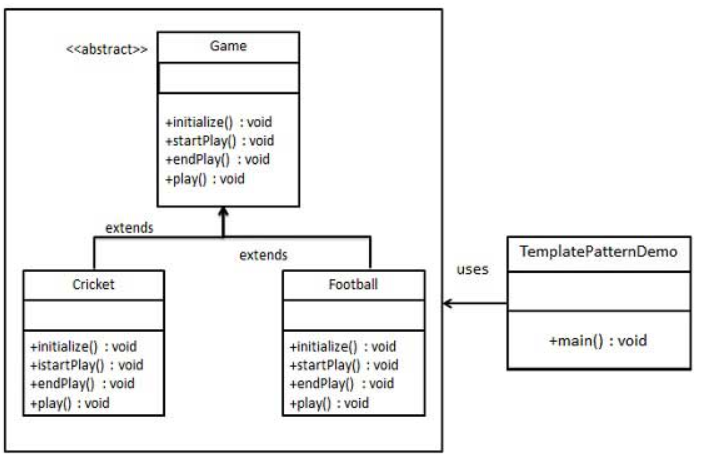 <<abstract>>
Game
+initialize() : void
+startPlay() : void
+endPlay() : void
+play() : void
extends
extends
Cricket
+initialize() : void
+istartPlay() : void
+endPlay() : void
+play() : void
Football
+initialize() : void
+startPlay() : void
+endPlay() : void
+play() : void
uses
TemplatePatternDemo
+main() : void